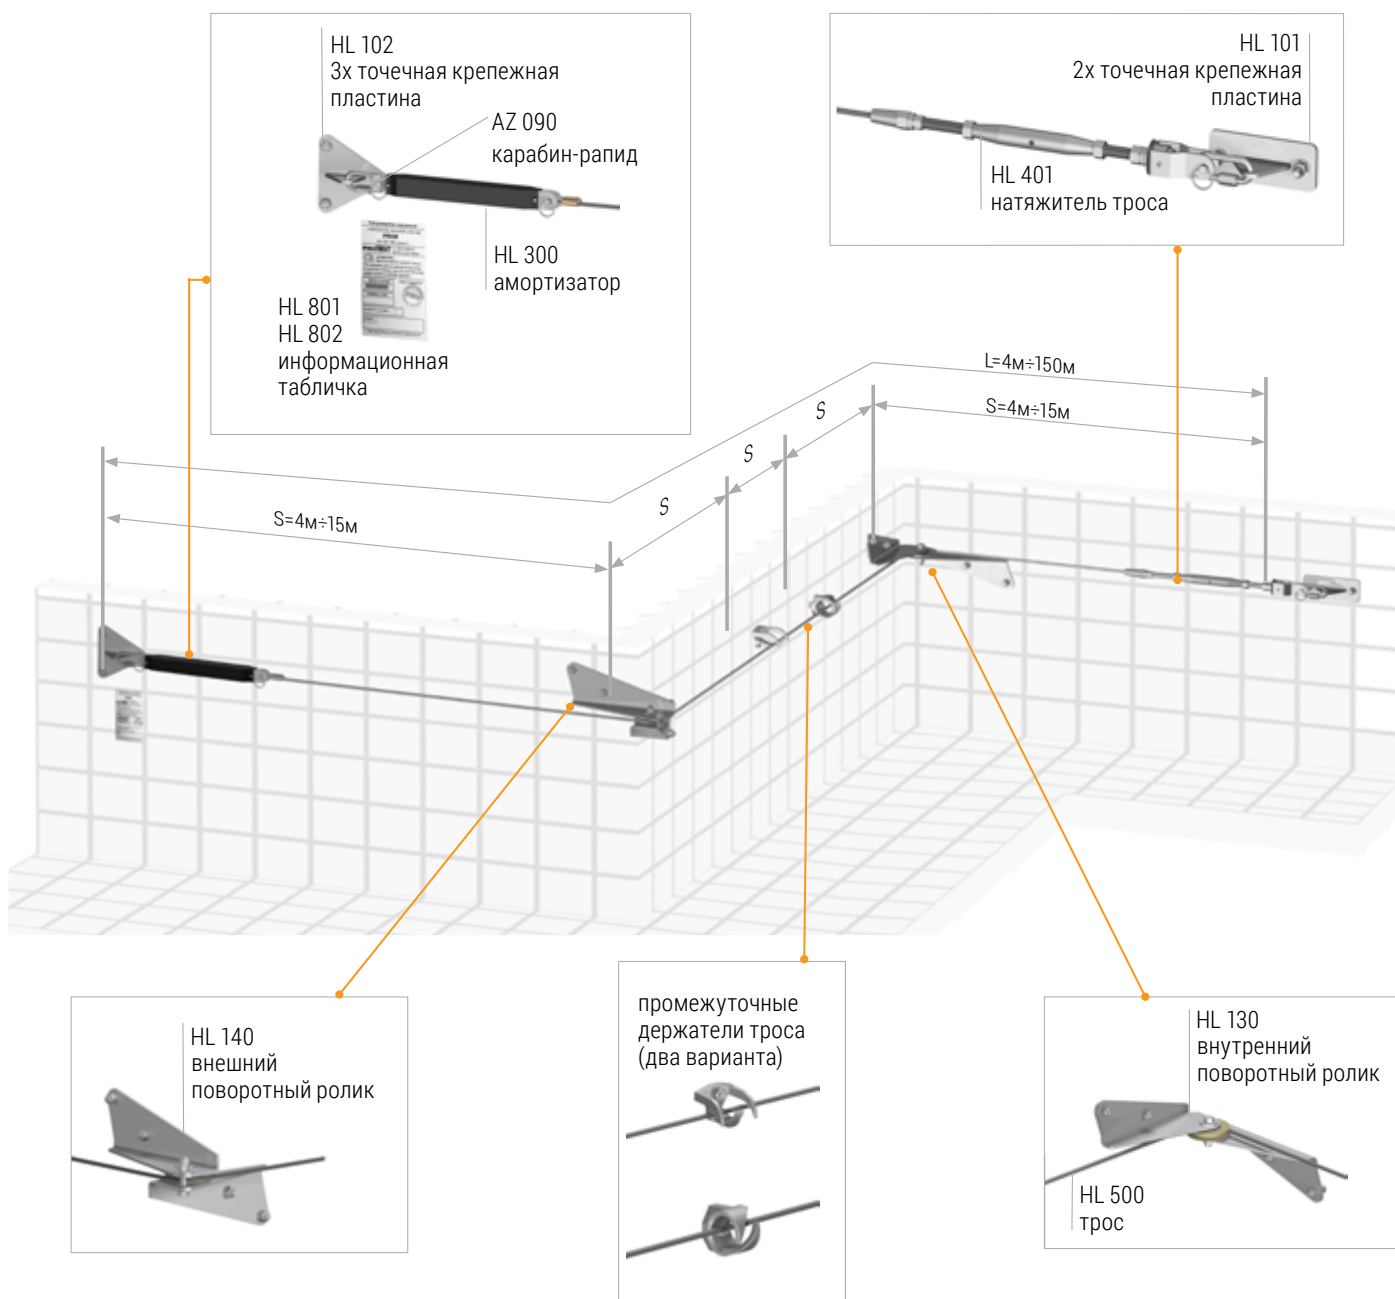 HL 102
3х точечная крепежная
пластина
AZ 090
карабин-рапид
HL 300
амортизатор
HL 801
HL 802
информационная
табличка
HL 101
2х точечная крепежная
пластина
HL 401
натяжитель троса
L=4м÷150м
S=4м÷15м
S
S
S
S=4м÷15м
HL 140
внешний
поворотный ролик
промежуточные
держатели троса
(два варианта)
HL 130
внутренний
поворотный ролик
HL 500
трос